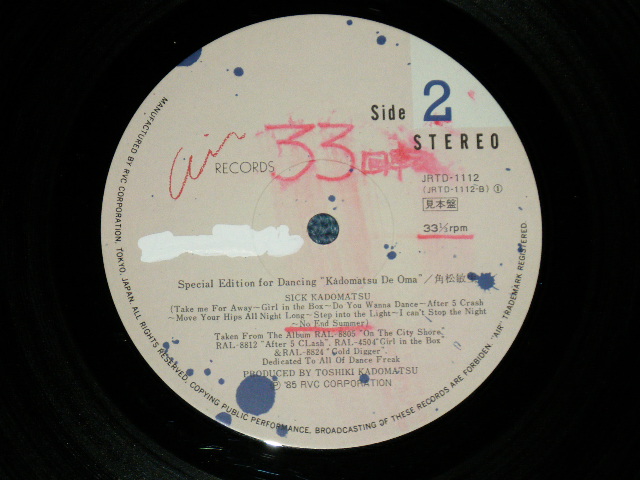 Side 2
STEREO
air RECORDS
33回
JRTD-1112
(JRTD-1112-B) ①
見本盤
33⅓rpm
Special Edition for Dancing "Kadomatsu De Oma"/角松敏
SICK KADOMATSU
(Take me For Away~Girl in the Box~Do You Wanna Dance~After 5 Crash
~Move Your Hips All Night Long~Step into the Light~I can't Stop the Night
~No End Summer)
Taken From The Album RAL-8805 "On The City Shore,
RAL-8812 "After 5 CLash". RAL-4504 "Girl in the Box"
&RAL-8824 "Cold Digger".
Dedicated To All Of Dance Freak
PRODUCED BY TOSHIKI KADOMATSU
Ⓟ '85 RVC CORPORATION
MANUFACTURED BY RVC CORPORATION, TOKYO, JAPAN. ALL RIGHTS RESERVED. COPYING PUBLIC PERFORMANCE, BROADCASTING OF THESE RECORDS ARE FORBIDEN. "AIR" TRADEMARK REGISTERED.